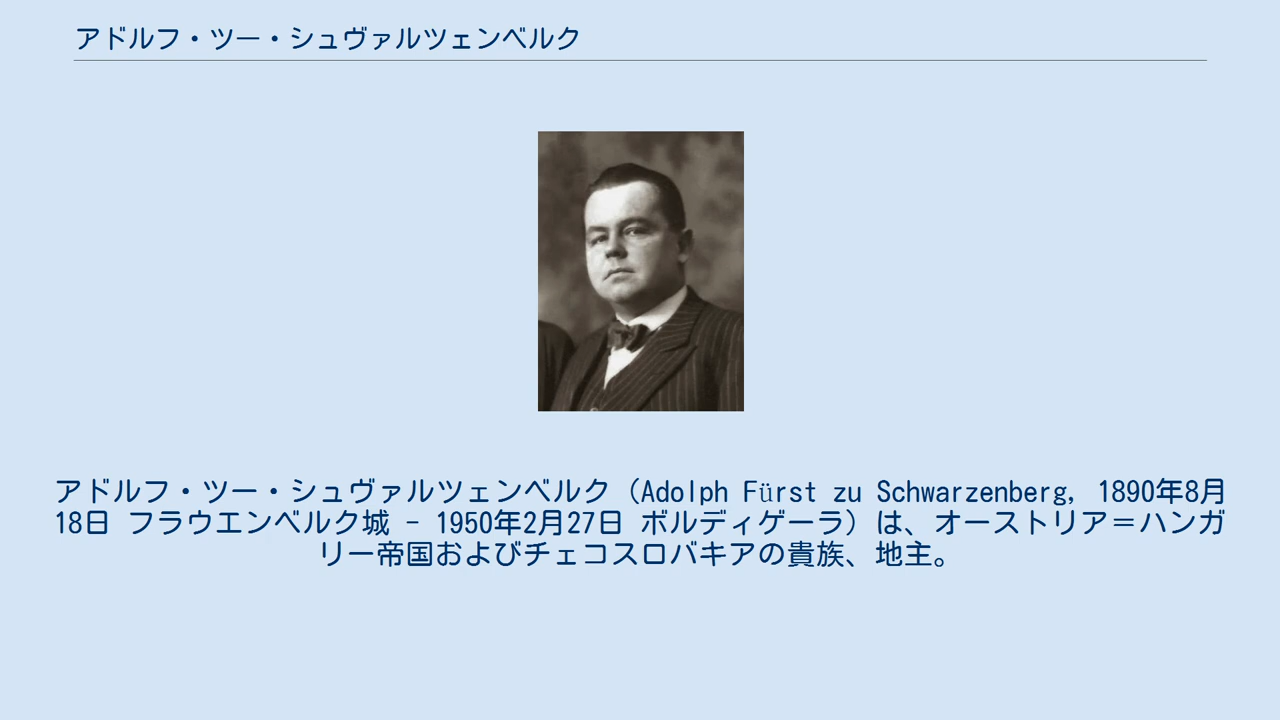 アドルフ・ツー・シュヴァルツェンベルク
アドルフ・ツー・シュヴァルツェンベルク（Adolph Fürst zu Schwarzenberg, 1890年8月
18日 フラウエンベルク城 - 1950年2月27日 ボルディゲーラ）は、オーストリア＝ハンガ
リー帝国およびチェコスロバキアの貴族、地主。